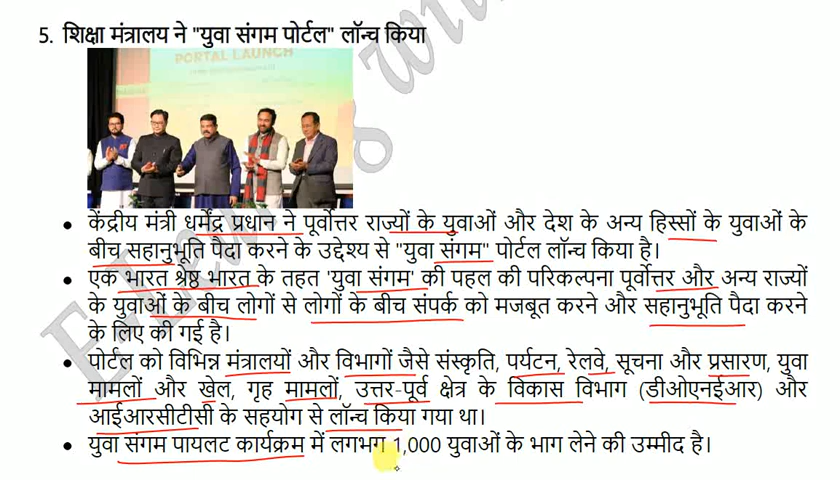 5. शिक्षा मंत्रालय ने "युवा संगम पोर्टल" लॉन्च किया
PORTAL LAUNCH
• केंद्रीय मंत्री धर्मेंद्र प्रधान ने पूर्वोत्तर राज्यों के युवाओं और देश के अन्य हिस्सों के युवाओं के
बीच सहानुभूति पैदा करने के उद्देश्य से "युवा संगम" पोर्टल लॉन्च किया है।
• एक भारत श्रेष्ठ भारत के तहत 'युवा संगम' की पहल की परिकल्पना पूर्वोत्तर और अन्य राज्यों
के युवाओं के बीच लोगों से लोगों के बीच संपर्क को मजबूत करने और सहानुभूति पैदा करने
के लिए की गई है।
• पोर्टल को विभिन्न मंत्रालयों और विभागों जैसे संस्कृति, पर्यटन, रेलवे, सूचना और प्रसारण, युवा
मामलों और खेल, गृह मामलों, उत्तर-पूर्व क्षेत्र के विकास विभाग (डीओएनईआर) और
आईआरसीटीसी के सहयोग से लॉन्च किया गया था।
• युवा संगम पायलट कार्यक्रम में लगभग 1,000 युवाओं के भाग लेने की उम्मीद है।